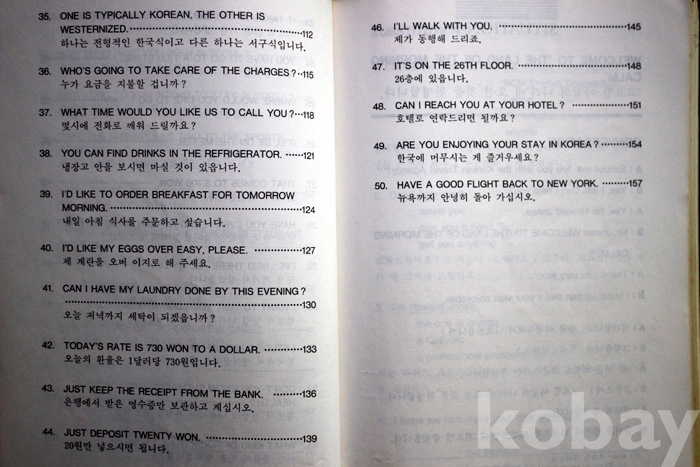 35. ONE IS TYPICALLY KOREAN, THE OTHER IS
WESTERNIZED. ……………………………………112
하나는 전형적인 한국식이고 다른 하나는 서구식입니다.
36. WHO'S GOING TO TAKE CARE OF THE CHARGES? ‥115
누가 요금을 지불할 겁니까?
37. WHAT TIME WOULD YOU LIKE US TO CALL YOU? …118
몇시에 전화로 깨워 드릴까요?
38. YOU CAN FIND DRINKS IN THE REFRIGERATOR. ……121
냉장고 안을 보시면 마실 것이 있읍니다.
39. I'D LIKE TO ORDER BREAKFAST FOR TOMORROW
MORNING. ……………………………………124
내일 아침 식사를 주문하고 싶습니다.
40. I'D LIKE MY EGGS OVER EASY, PLEASE. …………127
제 계란을 오버 이지로 해 주세요.
41. CAN I HAVE MY LAUNDRY DONE BY THIS EVENING?
……………………………………………………130
오늘 저녁까지 세탁이 되겠읍니까?
42. TODAY'S RATE IS 730 WON TO A DOLLAR. …………133
오늘의 환율은 1달러당 730원입니다.
43. JUST KEEP THE RECEIPT FROM THE BANK. ………136
은행에서 받은 영수증만 보관하고 계십시오.
44. JUST DEPOSIT TWENTY WON. ……………………139
20원만 넣으시면 됩니다.
46. I'LL WALK WITH YOU. ……………………………145
제가 동행해 드리죠.
47. IT'S ON THE 26TH FLOOR. …………………………148
26층에 있읍니다.
48. CAN I REACH YOU AT YOUR HOTEL? ……………151
호텔로 연락드리면 될까요?
49. ARE YOU ENJOYING YOUR STAY IN KOREA? ………154
한국에 머무시는 게 즐거우세요?
50. HAVE A GOOD FLIGHT BACK TO NEW YORK. ………157
뉴욕까지 안녕히 돌아 가십시오.
kobay